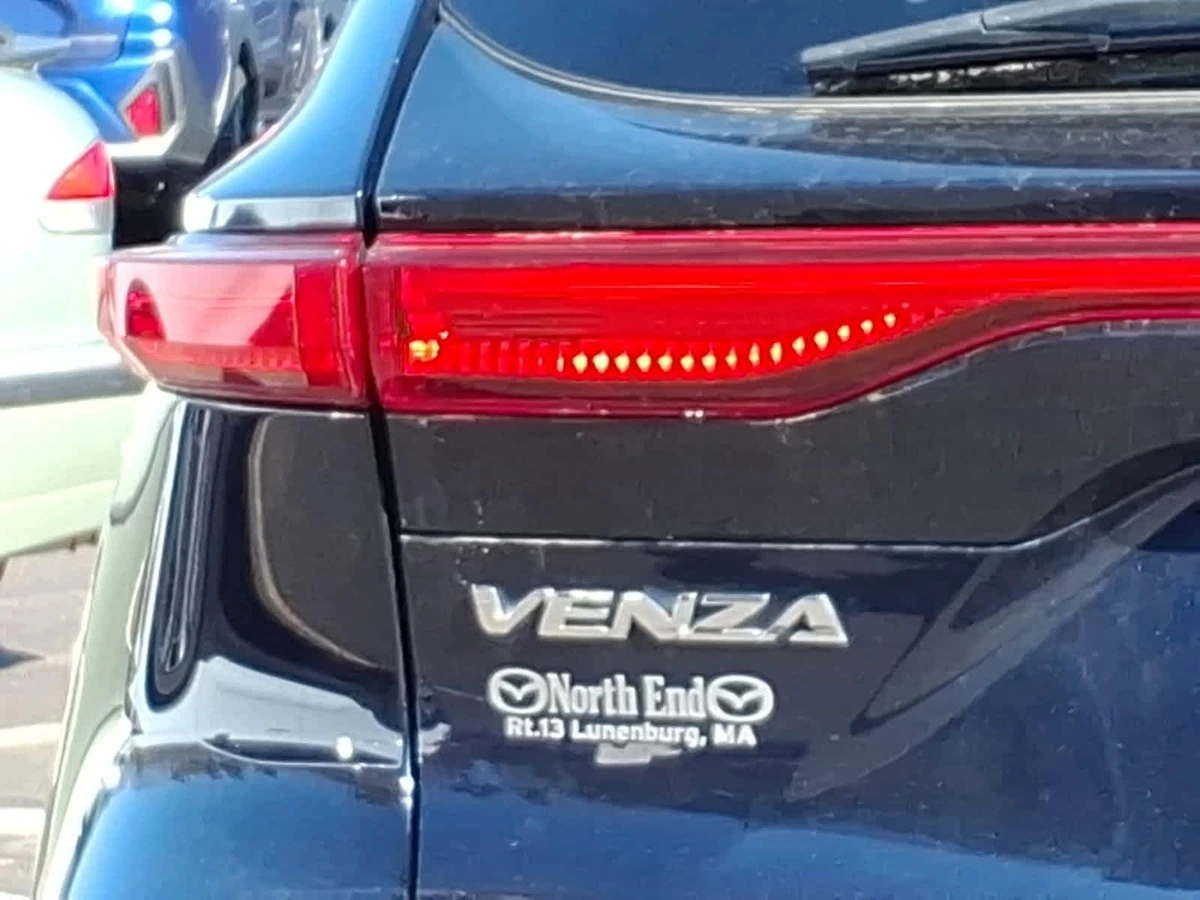 VENZA
North End
Rt.13 Lunenburg, MA